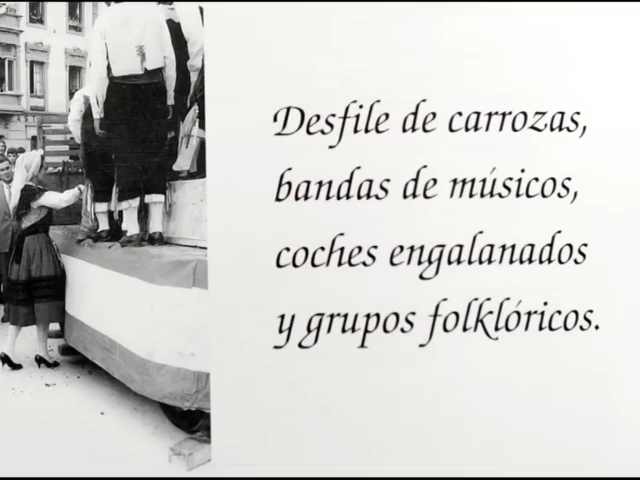 Desfile de carrozas,
bandas de músicos,
coches engalanados
y grupos folklóricos.